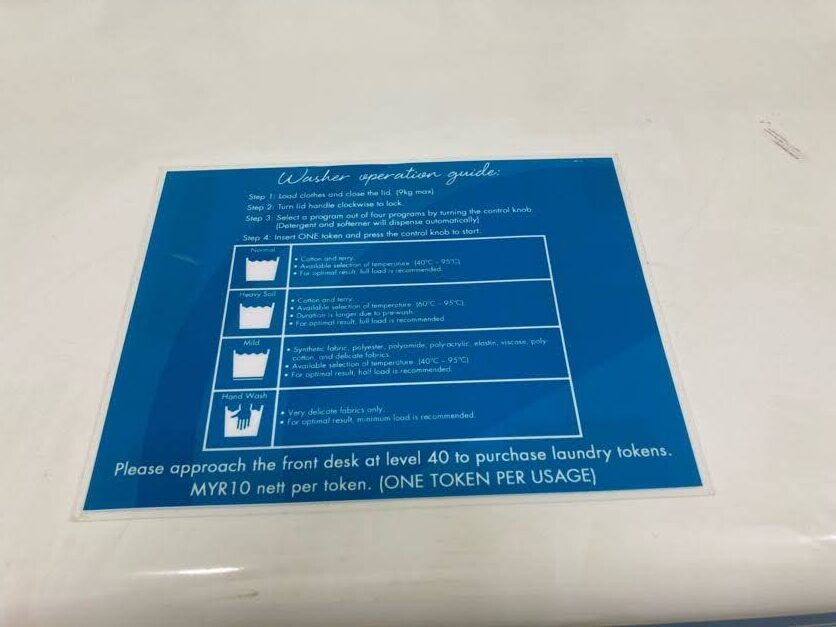 Washer operation guide:
Step 1: Load clothes and close the lid. (9kg max)
Step 2: Turn lid handle clockwise to lock.
Step 3: Select a program out of four programs by turning the control knob
(Detergent and softerner will dispense automatically)
Step 4: Insert ONE token and press the control knob to start.
Normal
• Cotton and terry.
• Available selection of temperature. (40°C – 95°C)
• For optimal result, full load is recommended.
Heavy Soil
• Cotton and terry.
• Available selection of temperature. (60°C – 95°C)
• Duration is longer due to pre-wash.
• For optimal result, full load is recommended.
Mild
• Synthetic fabric, polyester, polyamide, poly-acrylic, elastin, viscose, poly
cotton, and delicate fabrics.
• Available selection of temperature. (40°C – 95°C)
• For optimal result, half load is recommended.
Hand Wash
• Very delicate fabrics only.
• For optimal result, minimum load is recommended.
Please approach the front desk at level 40 to purchase laundry tokens.
MYR10 nett per token. (ONE TOKEN PER USAGE)